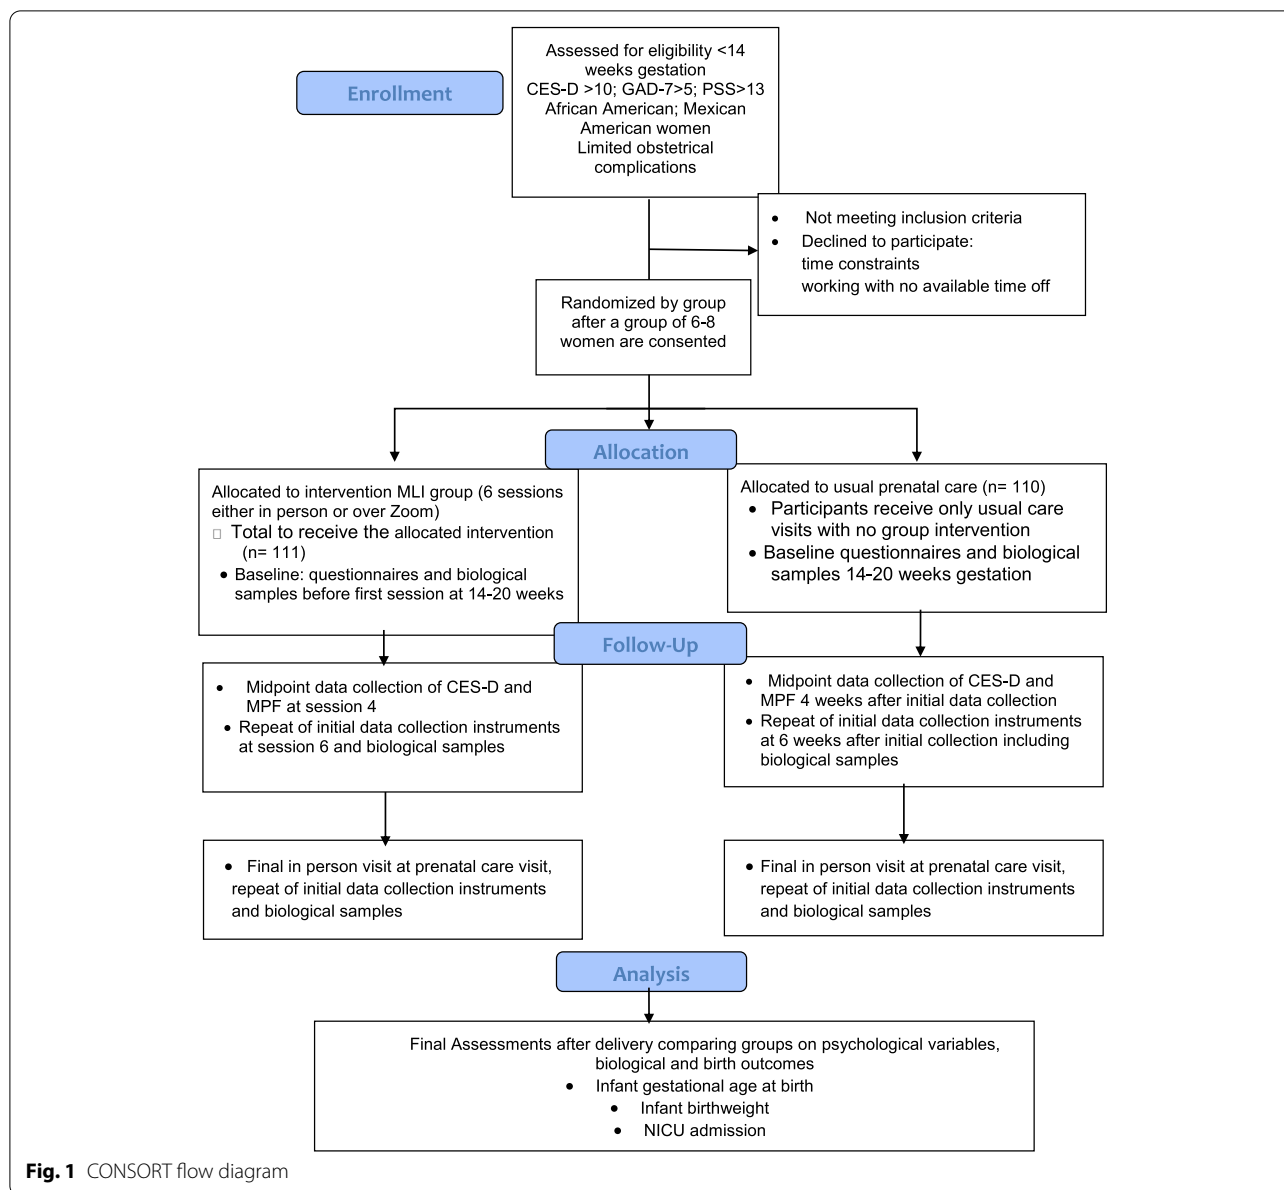 Enrollment
Assessed for eligibility <14
weeks gestation
CES-D >10; GAD-7>5; PSS>13
African American; Mexican
American women
Limited obstetrical
complications
● Not meeting inclusion criteria
● Declined to participate:
time constraints
working with no available time off
Randomized by group
after a group of 6-8
women are consented
Allocation
Allocated to intervention MLI group (6 sessions
either in person or over Zoom)
□ Total to receive the allocated intervention
(n= 111)
● Baseline: questionnaires and biological
samples before first session at 14-20 weeks
Allocated to usual prenatal care (n= 110)
● Participants receive only usual care
visits with no group intervention
● Baseline questionnaires and biological
samples 14-20 weeks gestation
Follow-Up
● Midpoint data collection of CES-D and
MPF at session 4
● Repeat of initial data collection instruments
at session 6 and biological samples
● Midpoint data collection of CES-D and
MPF 4 weeks after initial data collection
● Repeat of initial data collection instruments
at 6 weeks after initial collection including
biological samples
● Final in person visit at prenatal care visit,
repeat of initial data collection instruments
and biological samples
● Final in person visit at prenatal care visit,
repeat of initial data collection instruments
and biological samples
Analysis
Final Assessments after delivery comparing groups on psychological variables,
biological and birth outcomes
● Infant gestational age at birth
● Infant birthweight
● NICU admission
Fig. 1 CONSORT flow diagram